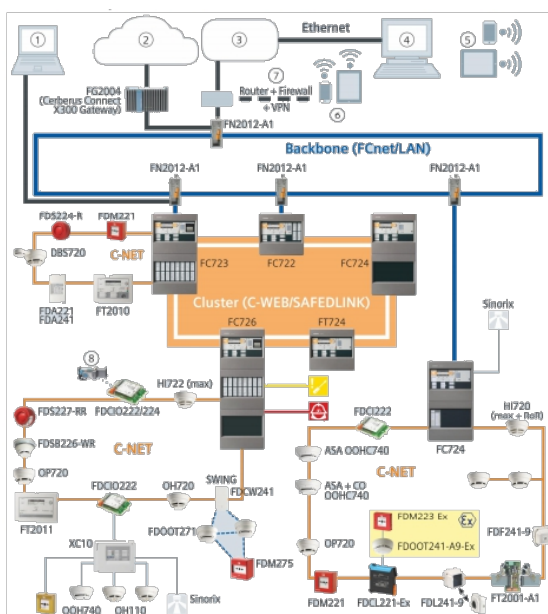 1
2
3
Ethernet
4
5
FG2004
(Cerberus Connect
X300 Gateway)
7
Router + Firewall
+ VPN
6
FN2012-A1
Backbone (FCnet/LAN)
FN2012-A1
FN2012-A1
FN2012-A1
FDS224-R
FDM221
DBS720
C-NET
FC723
FC722
FC724
FDA221
FDA241
FT2010
Cluster (C-WEB/SAFEDLINK)
FC726
FT724
Sinorix
8
HI722 (max)
FDCIO222/224
FDS227-RR
FDSB226-WR
C-NET
OP720
FT2011
FDCIO222
OH720
SWING
FDCW241
FDOOT271
FDM275
XC10
OOH740
OH110
Sinorix
FDCI222
FC724
HI720
(max + RoR)
ASA OOHC740
C-NET
ASA + CO
OOHC740
FDM223 Ex
Ex
FDOOT241-A9-Ex
OP720
FDF241-9
FDM221
FDCL221-Ex
FDL241-9
FT2001-A1